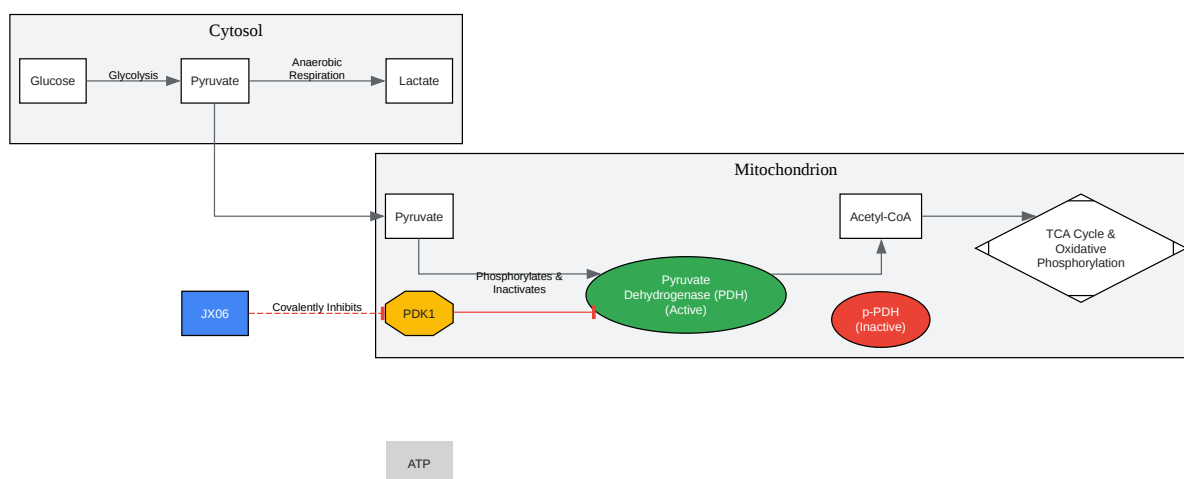 Cytosol
Glucose
Glycolysis
Pyruvate
Anaerobic
Respiration
Lactate
Mitochondrion
Pyruvate
Acetyl-CoA
TCA Cycle &
Oxidative
Phosphorylation
Phosphorylates &
Inactivates
Pyruvate
Dehydrogenase (PDH)
(Active)
JX06
Covalently Inhibits
PDK1
p-PDH
(Inactive)
ATP